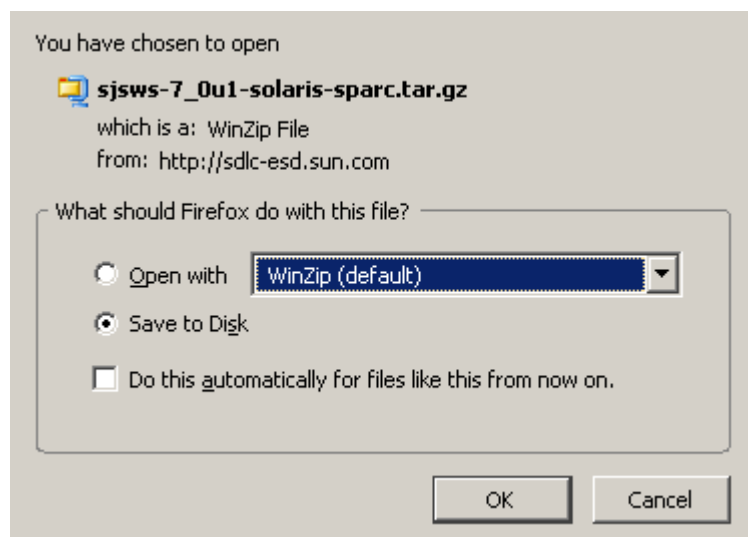 You have chosen to open
sjsws-7_0u1-solaris-sparc.tar.gz
which is a: WinZip File
from: http://sdlc-esd.sun.com
What should Firefox do with this file?
Open with WinZip (default)
Save to Disk
Do this automatically for files like this from now on.
OK Cancel